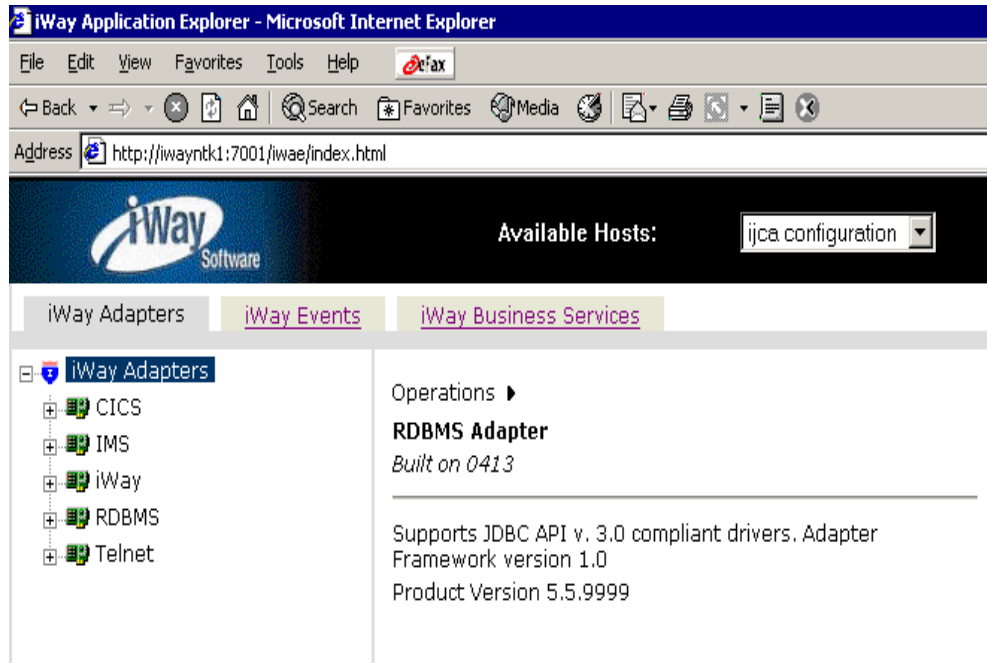 iWay Application Explorer - Microsoft Internet Explorer
File Edit View Favorites Tools Help eFax
Back Search Favorites Media
Address http://iwayntk1:7001/iwae/index.html
iWay Software
Available Hosts: ijca configuration
iWay Adapters iWay Events iWay Business Services
iWay Adapters
CICS
IMS
iWay
RDBMS
Telnet
Operations
RDBMS Adapter
Built on 0413
Supports JDBC API v. 3.0 compliant drivers. Adapter
Framework version 1.0
Product Version 5.5.9999